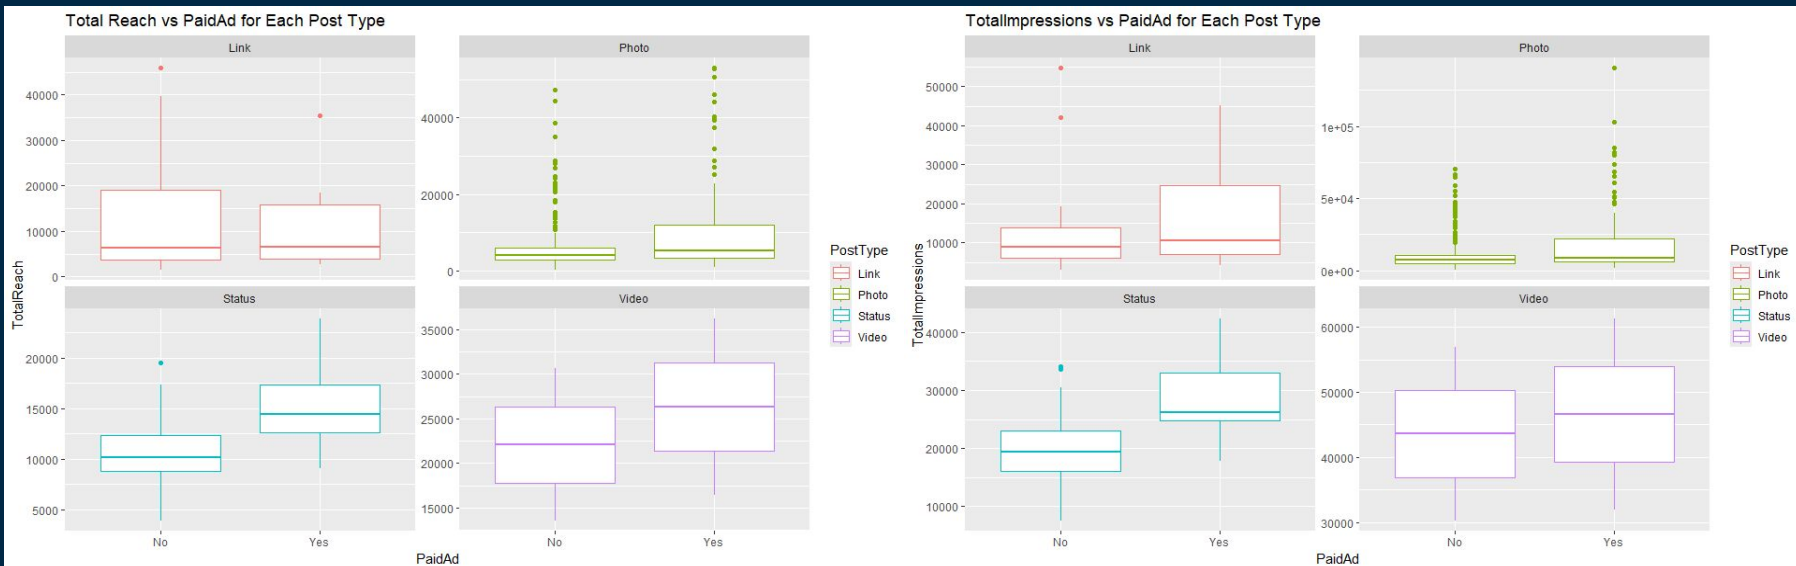 Total Reach vs PaidAd for Each Post Type
Link
Photo
40000
30000
20000
10000
0
40000
20000
0
Status
Video
20000
15000
10000
5000
35000
30000
25000
20000
15000
No
Yes
No
Yes
TotalReach
PaidAd
PostType
Link
Photo
Status
Video
TotalImpressions vs PaidAd for Each Post Type
Link
Photo
50000
40000
30000
20000
10000
1e+05
5e+04
0e+00
Status
Video
40000
30000
20000
10000
60000
50000
40000
30000
No
Yes
No
Yes
TotalImpressions
PaidAd
PostType
Link
Photo
Status
Video